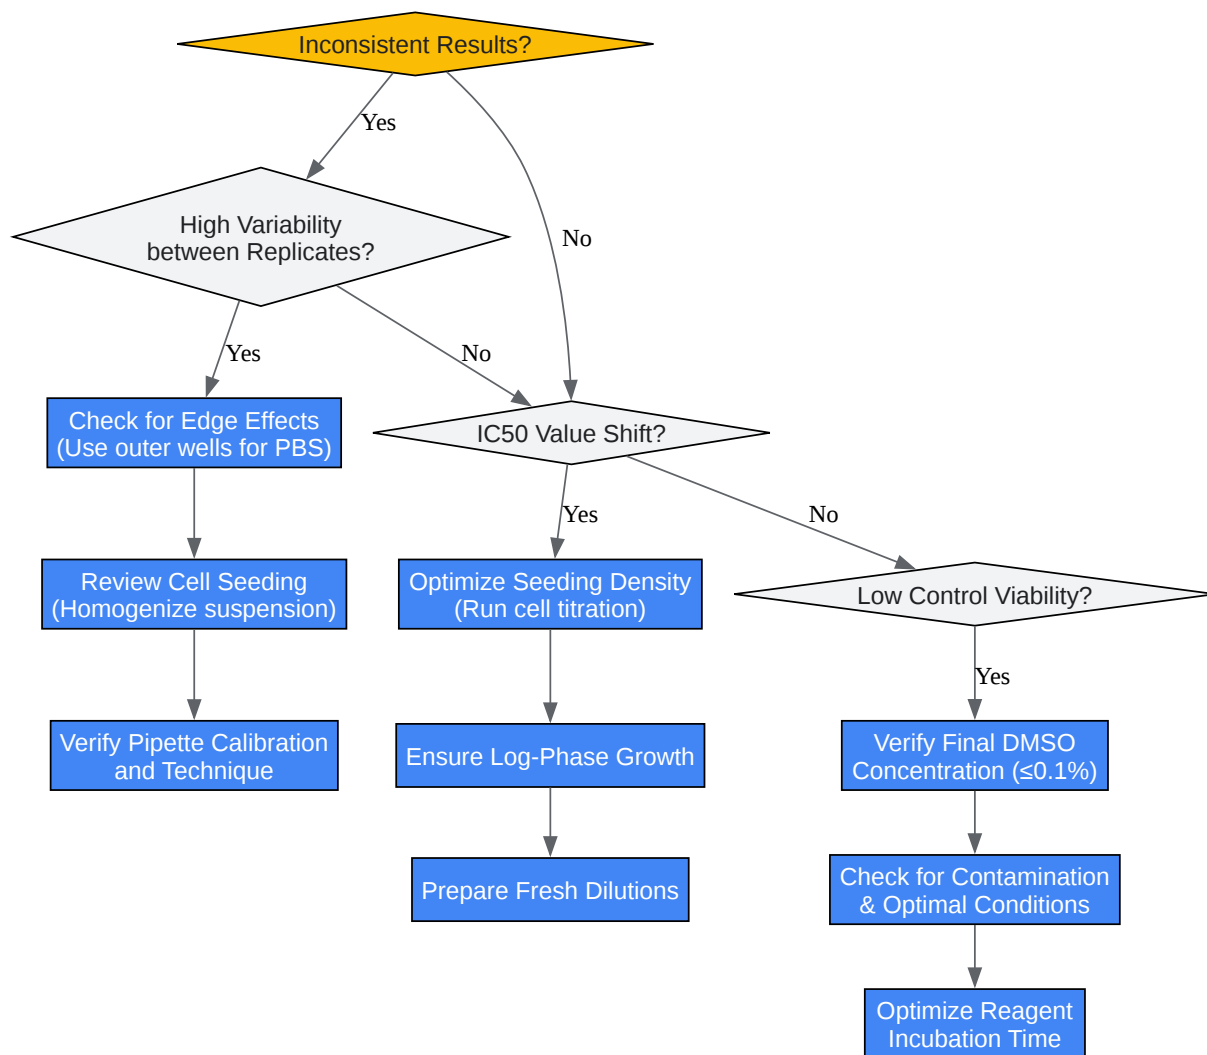 Inconsistent Results?
Yes
No
High Variability
between Replicates?
Yes
No
Check for Edge Effects
(Use outer wells for PBS)
IC50 Value Shift?
Yes
No
Review Cell Seeding
(Homogenize suspension)
Optimize Seeding Density
(Run cell titration)
Low Control Viability?
Yes
Verify Pipette Calibration
and Technique
Ensure Log-Phase Growth
Verify Final DMSO
Concentration (≤0.1%)
Prepare Fresh Dilutions
Check for Contamination
& Optimal Conditions
Optimize Reagent
Incubation Time